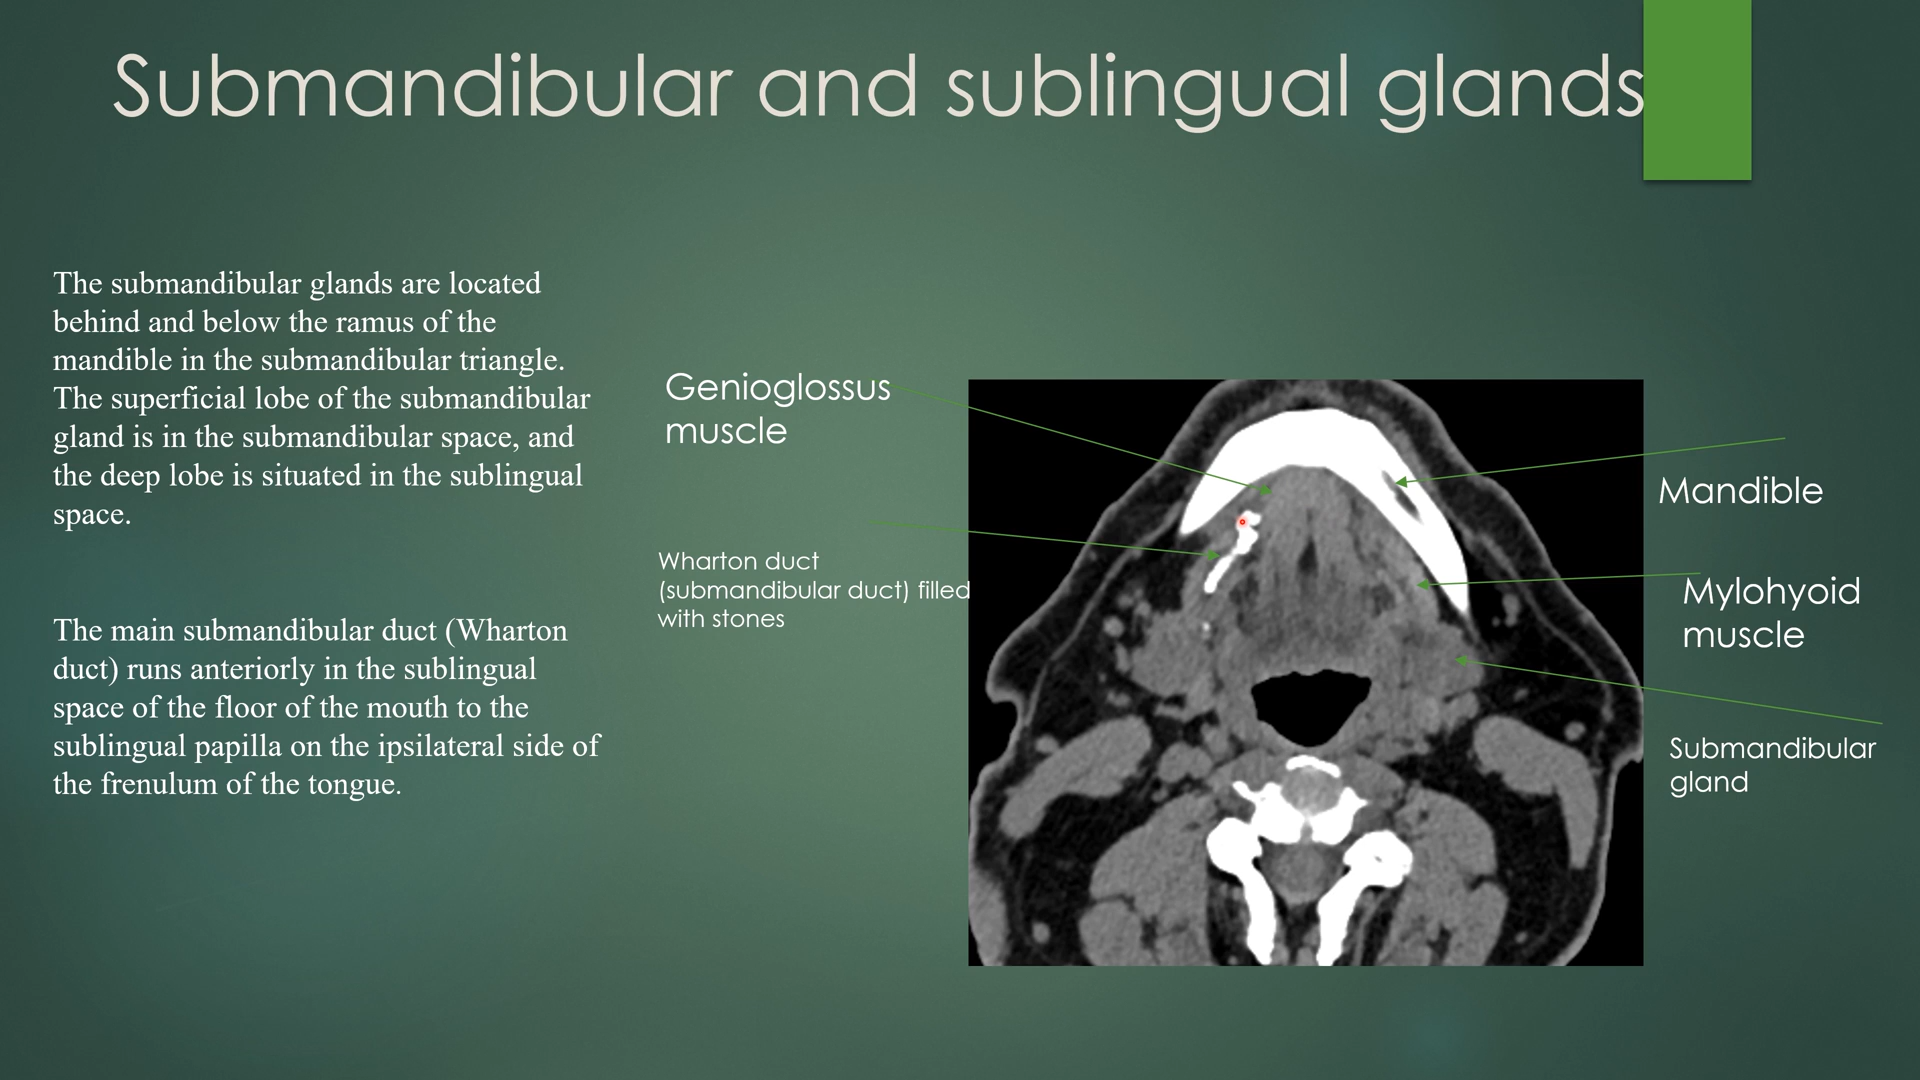 Submandibular and sublingual glands
The submandibular glands are located
behind and below the ramus of the
mandible in the submandibular triangle.
The superficial lobe of the submandibular
gland is in the submandibular space, and
the deep lobe is situated in the sublingual
space.
The main submandibular duct (Wharton
duct) runs anteriorly in the sublingual
space of the floor of the mouth to the
sublingual papilla on the ipsilateral side of
the frenulum of the tongue.
Genioglossus
muscle
Wharton duct
(submandibular duct) filled
with stones
Mandible
Mylohyoid
muscle
Submandibular
gland